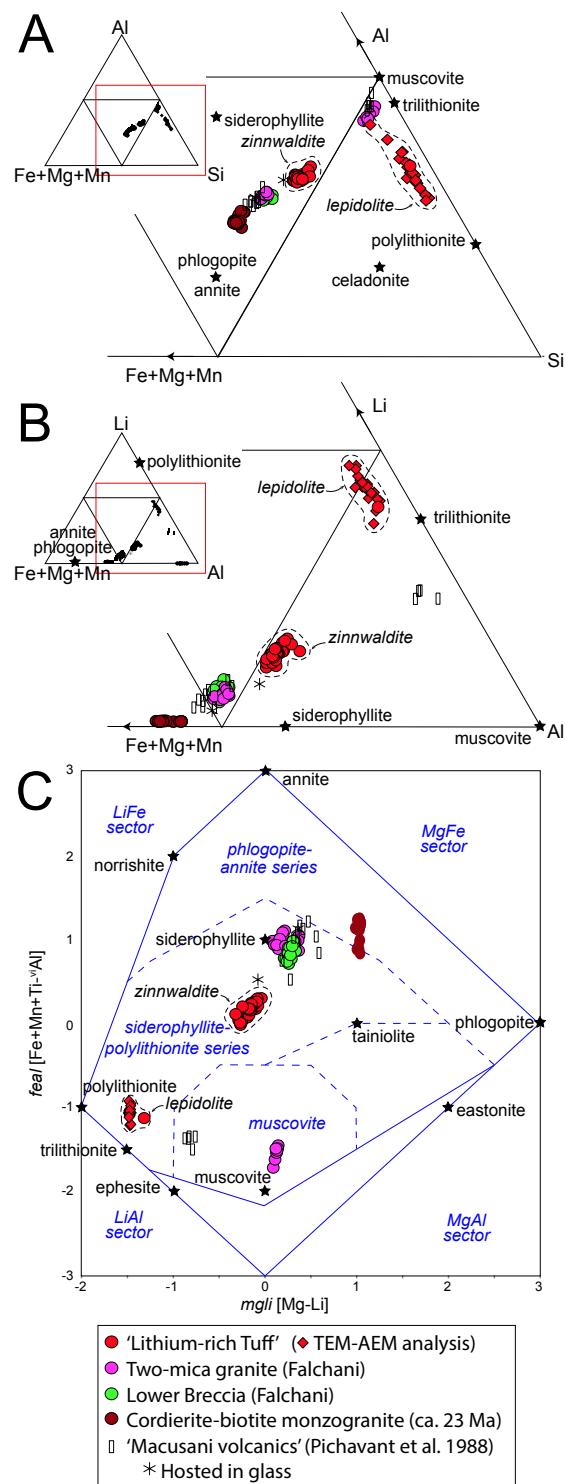 A
Al
Al
muscovite
trilithionite
siderophyllite
zinnwaldite
Fe+Mg+Mn
Si
lepidolite
polylithionite
phlogopite
annite
celadonite
Fe+Mg+Mn
Si
B
Li
Li
polylithionite
lepidolite
trilithionite
annite
phlogopite
Fe+Mg+Mn
Al
zinnwaldite
siderophyllite
muscovite
Al
Fe+Mg+Mn
C
3
annite
LiFe
sector
MgFe
sector
phlogopite-
annite series
2
norrishite
1
siderophyllite
zinnwaldite
0
siderophyllite-
polylithionite series
tainiolite
phlogopite
feal [Fe+Mn+Ti-viAl]
polylithionite
-1
lepidolite
eastonite
muscovite
trilithionite
ephesite
muscovite
-2
LiAl
sector
MgAl
sector
-3
-2 -1 0 1 2 3
mgli [Mg-Li]
'Lithium-rich Tuff' ( TEM-AEM analysis)
Two-mica granite (Falchani)
Lower Breccia (Falchani)
Cordierite-biotite monzogranite (ca. 23 Ma)
'Macusani volcanics' (Pichavant et al. 1988)
Hosted in glass